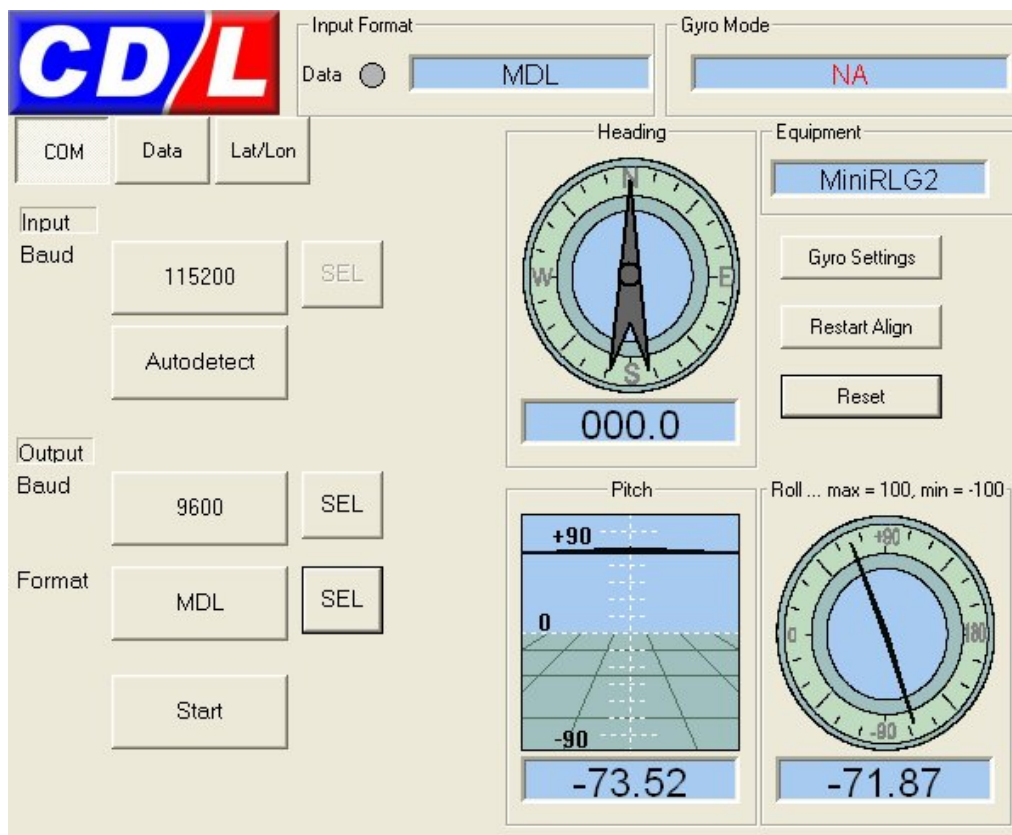 CD/L
Input Format
Data
MDL
Gyro Mode
NA
COM
Data
Lat/Lon
Heading
N
W
E
S
000.0
Equipment
MiniRLG2
Gyro Settings
Restart Align
Reset
Input
Baud
115200
SEL
Autodetect
Output
Baud
9600
SEL
Format
MDL
SEL
Start
Pitch
+90
0
-90
-73.52
Roll ... max = 100, min = -100
+90
0
180
-90
-71.87